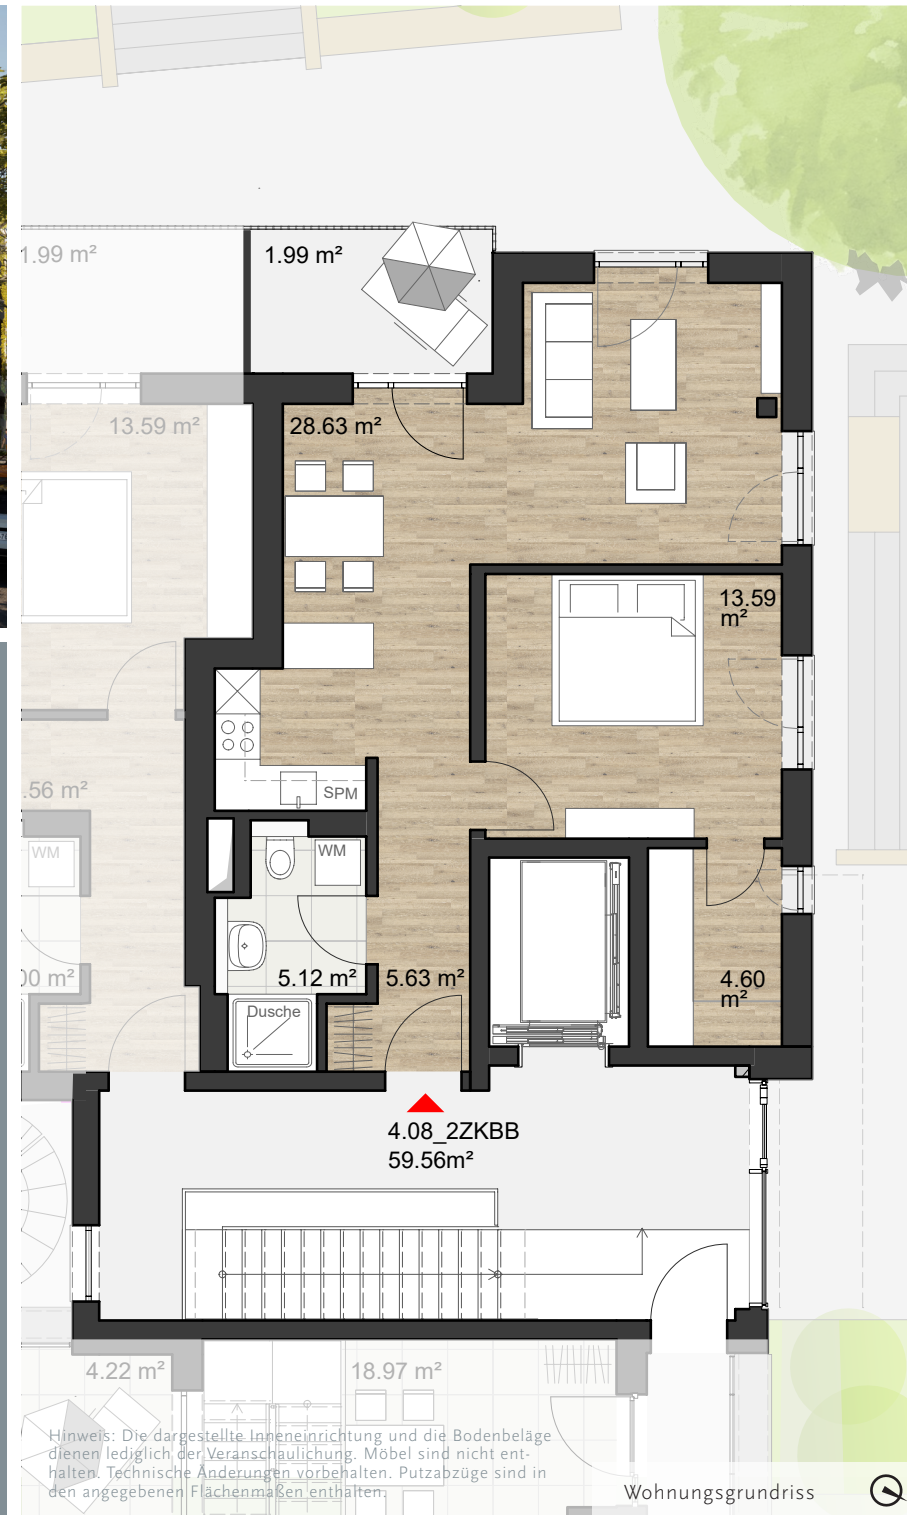 1.99 m²
1.99 m²
13.59 m²
28.63 m²
13.59
m²
.56 m²
SPM
WM
WM
00 m²
5.12 m²
5.63 m²
4.60
m²
Dusche
4.08_2ZKBB
59.56m²
4.22 m²
18.97 m²
Hinweis: Die dargestellte Inneneinrichtung und die Bodenbeläge
dienen lediglich der Veranschaulichung. Möbel sind nicht ent-
halten. Technische Änderungen vorbehalten. Putzabzüge sind in
den angegebenen Flächenmaßen enthalten.
Wohnungsgrundriss